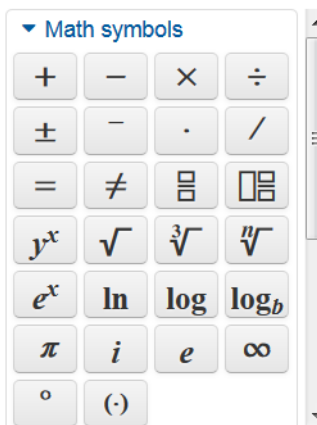 Math symbols
+ − × ÷
± − · /
= ≠
yˣ √ ∛ ⁿ√
eˣ ln log log_b
π i e ∞
° (·)